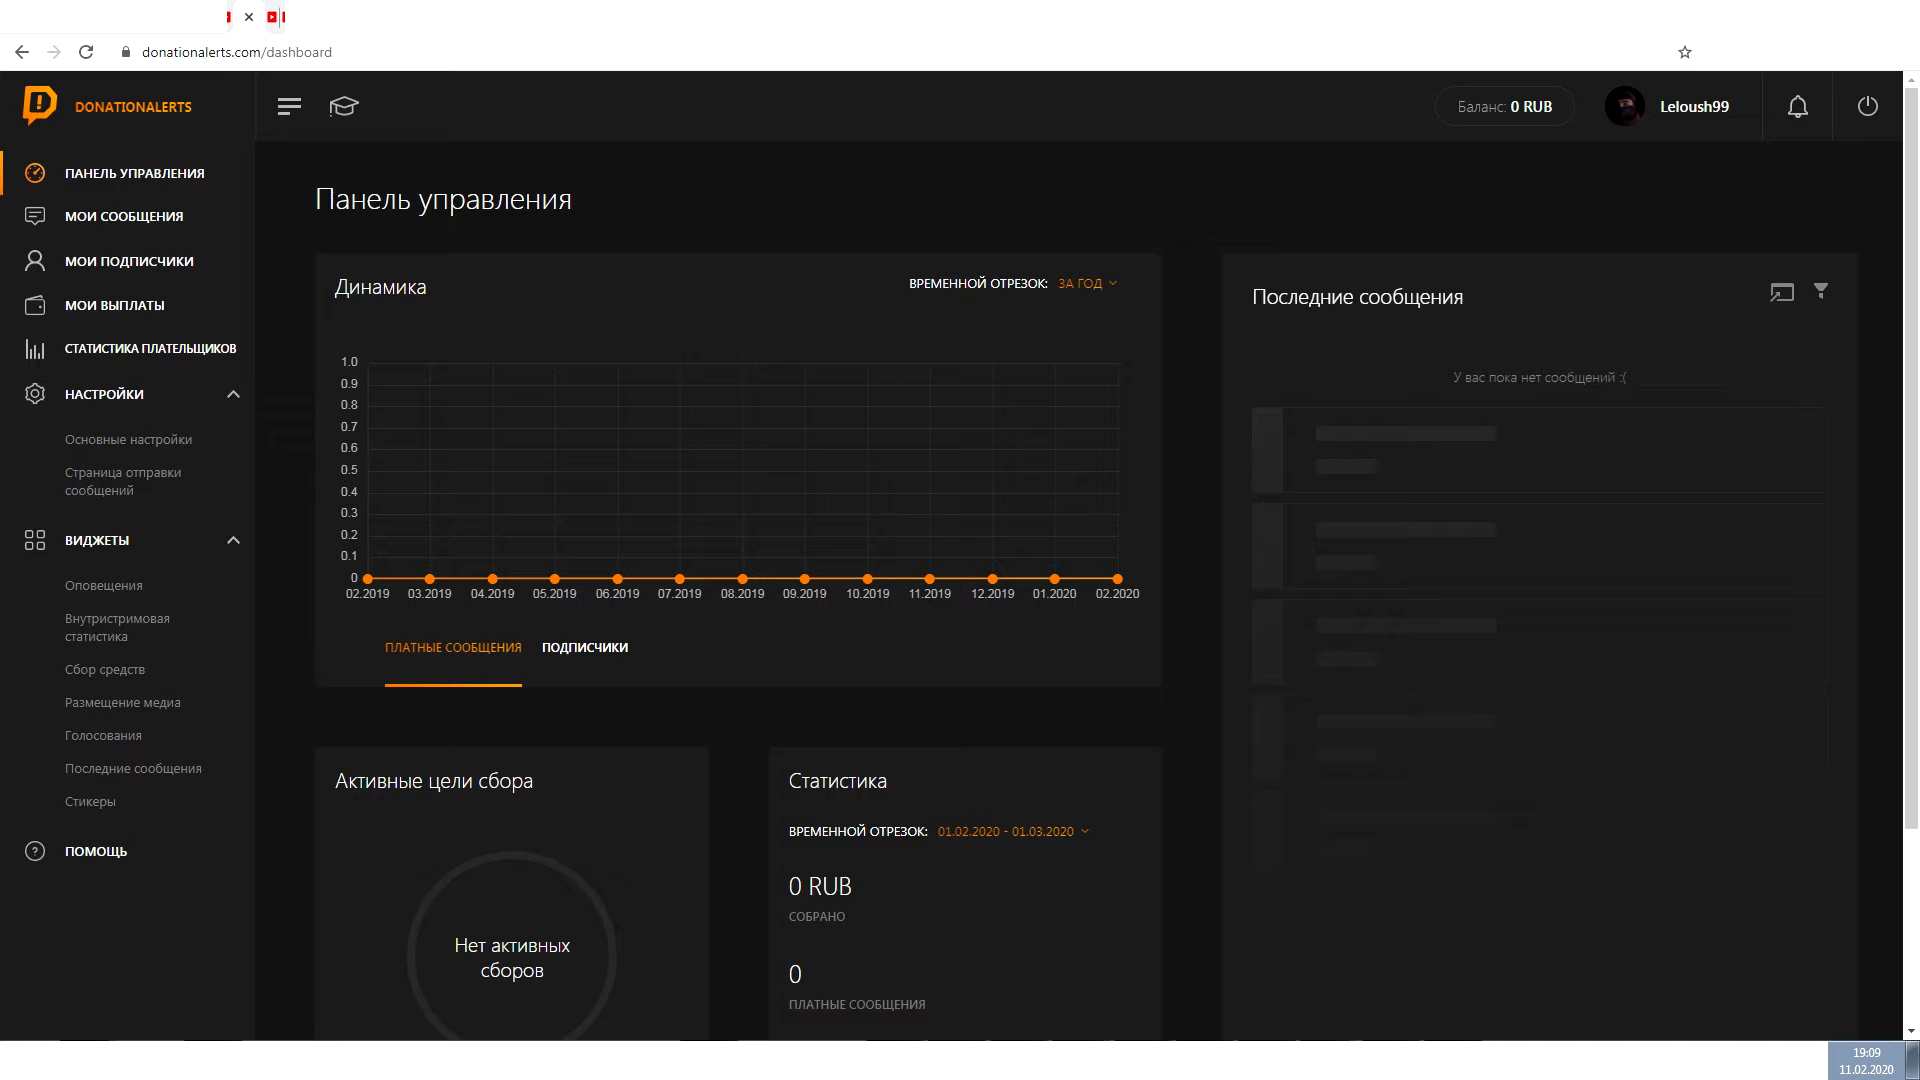 donationalerts.com/dashboard
DONATIONALERTS
Баланс: 0 RUB
Leloush99
ПАНЕЛЬ УПРАВЛЕНИЯ
МОИ СООБЩЕНИЯ
МОИ ПОДПИСЧИКИ
МОИ ВЫПЛАТЫ
СТАТИСТИКА ПЛАТЕЛЬЩИКОВ
НАСТРОЙКИ
Основные настройки
Страница отправки
сообщений
ВИДЖЕТЫ
Оповещения
Внутристримовая
статистика
Сбор средств
Размещение медиа
Голосования
Последние сообщения
Стикеры
ПОМОЩЬ
Панель управления
Динамика
ВРЕМЕННОЙ ОТРЕЗОК: ЗА ГОД
1.0
0.9
0.8
0.7
0.6
0.5
0.4
0.3
0.2
0.1
0
02.2019 03.2019 04.2019 05.2019 06.2019 07.2019 08.2019 09.2019 10.2019 11.2019 12.2019 01.2020 02.2020
ПЛАТНЫЕ СООБЩЕНИЯ ПОДПИСЧИКИ
Последние сообщения
У вас пока нет сообщений :(
Активные цели сбора
Нет активных
сборов
Статистика
ВРЕМЕННОЙ ОТРЕЗОК: 01.02.2020 - 01.03.2020
0 RUB
СОБРАНО
0
ПЛАТНЫЕ СООБЩЕНИЯ
19:09
11.02.2020